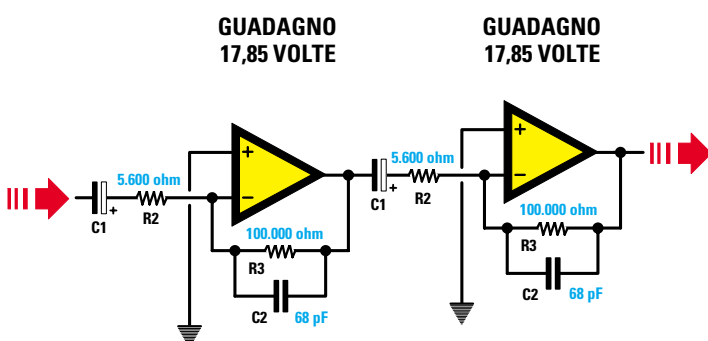 GUADAGNO
17,85 VOLTE
GUADAGNO
17,85 VOLTE
+
−
5.600 ohm
+
C1
R2
100.000 ohm
R3
C2
68 pF
+
−
5.600 ohm
+
C1
R2
100.000 ohm
R3
C2
68 pF